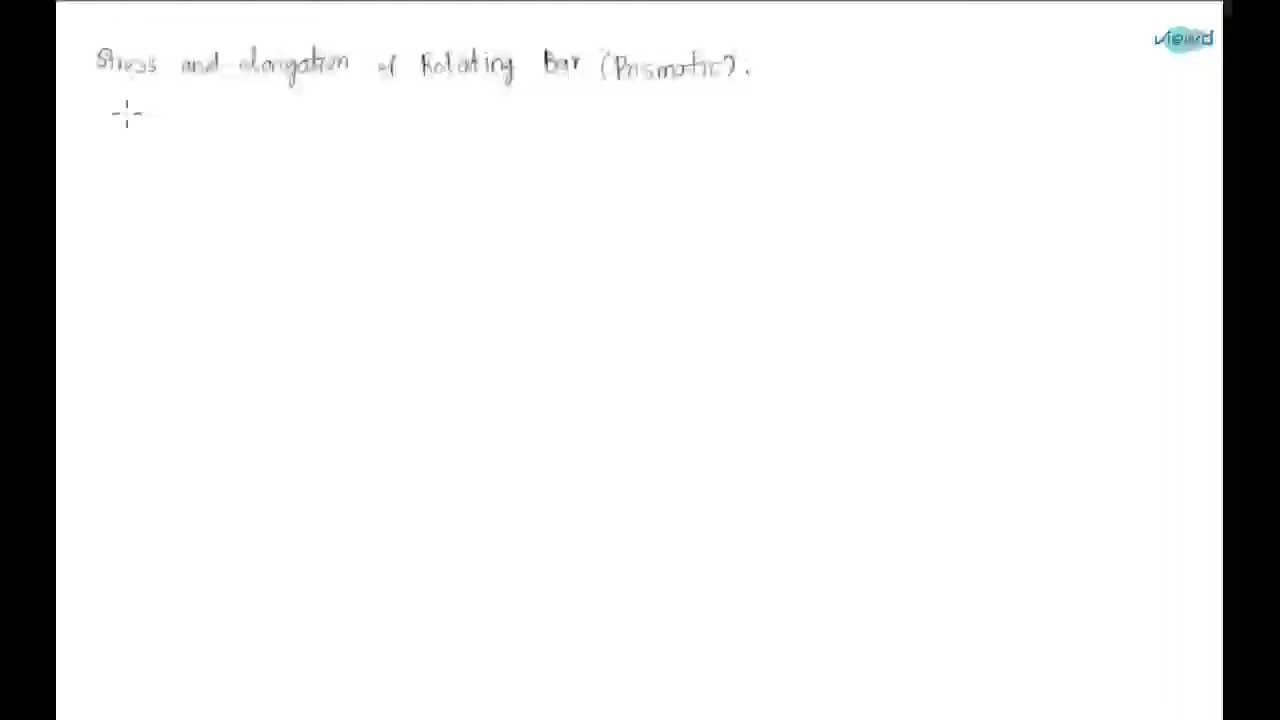 Stress and elongation of Rotating Bar (Prismatic).